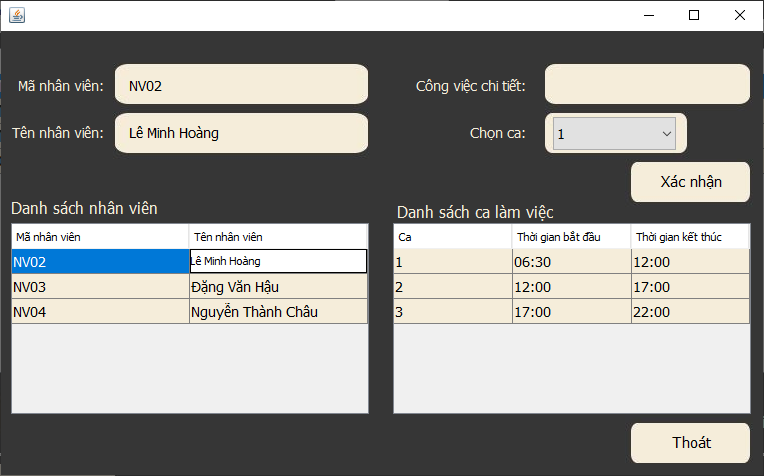 Mã nhân viên: NV02 Công việc chi tiết:
Tên nhân viên: Lê Minh Hoàng Chọn ca: 1
Xác nhận
Danh sách nhân viên Danh sách ca làm việc
Mã nhân viên Tên nhân viên Ca Thời gian bắt đầu Thời gian kết thúc
NV02 Lê Minh Hoàng 1 06:30 12:00
NV03 Đặng Văn Hậu 2 12:00 17:00
NV04 Nguyễn Thành Châu 3 17:00 22:00
Thoát